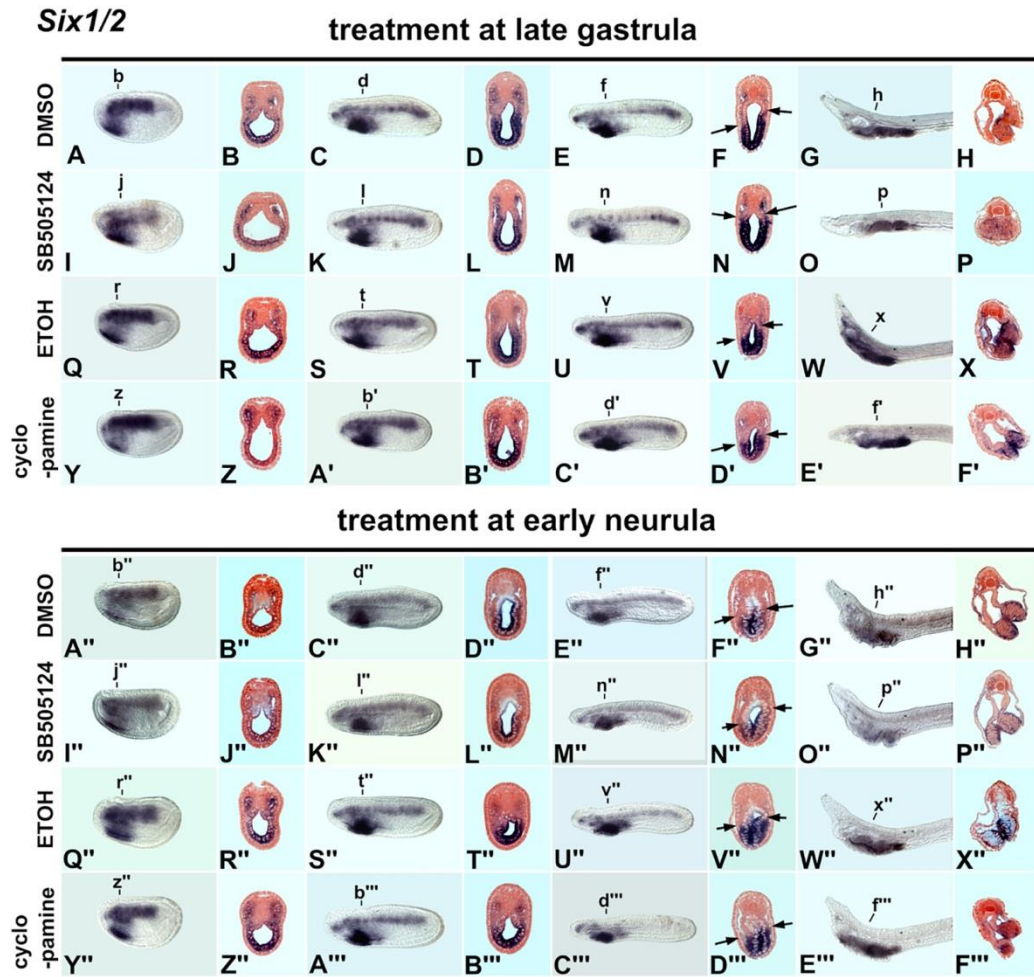 Six1/2
treatment at late gastrula
DMSO
b d f h
A B C D E F G H
SB505124
j l n p
I J K L M N O P
ETOH
r t v x
Q R S T U V W X
cyclo
-pamine
z b' d' f'
Y Z A' B' C' D' E' F'
treatment at early neurula
DMSO
b" d" f" h"
A" B" C" D" E" F" G" H"
SB505124
j" l" n" p"
I" J" K" L" M" N" O" P"
ETOH
r" t" v" x"
Q" R" S" T" U" V" W" X"
cyclo
-pamine
z" b"' d"' f"'
Y" Z" A"' B"' C"' D"' E"' F"'